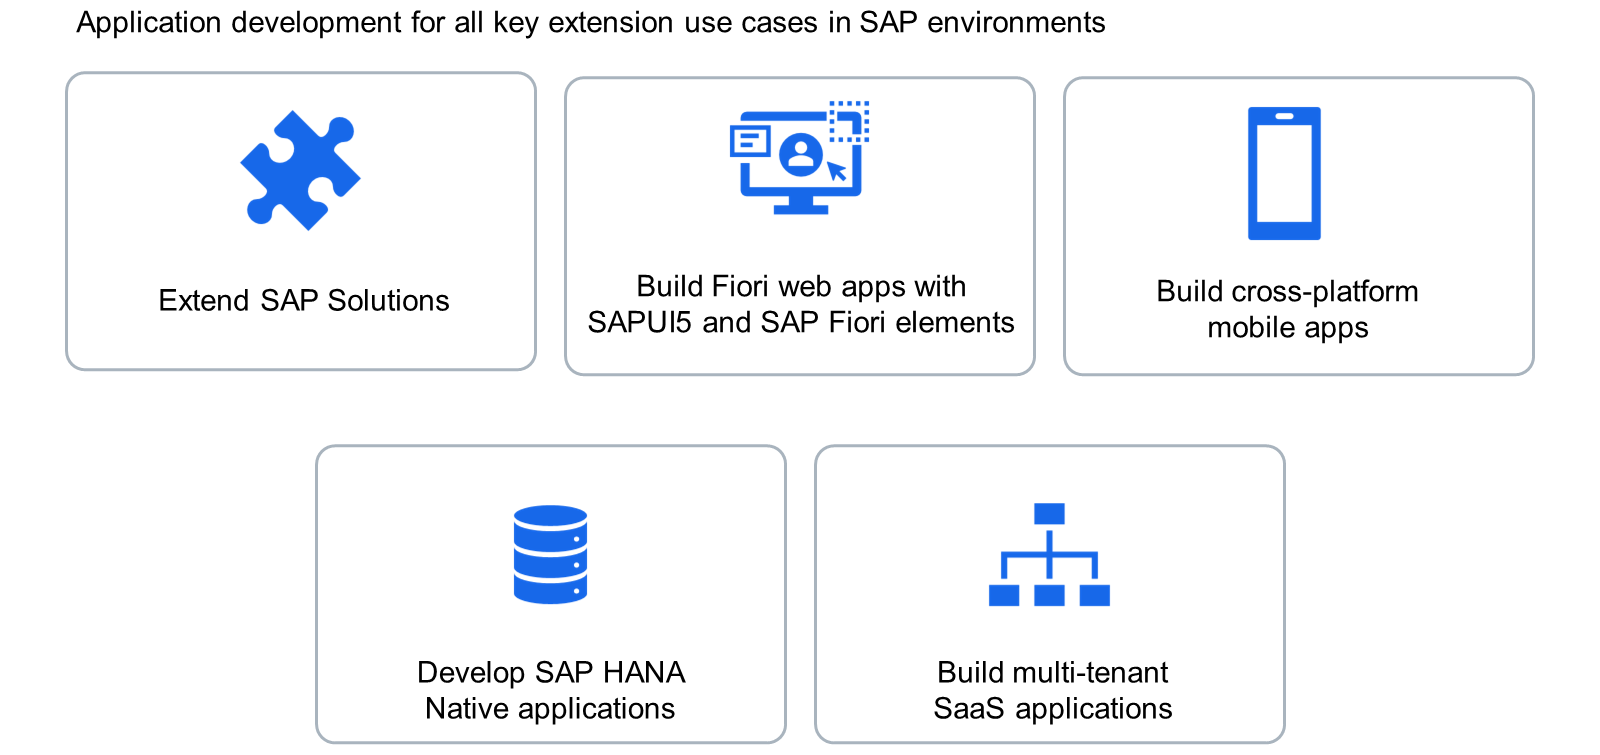 Application development for all key extension use cases in SAP environments
Extend SAP Solutions
Build Fiori web apps with
SAPUI5 and SAP Fiori elements
Build cross-platform
mobile apps
Develop SAP HANA
Native applications
Build multi-tenant
SaaS applications